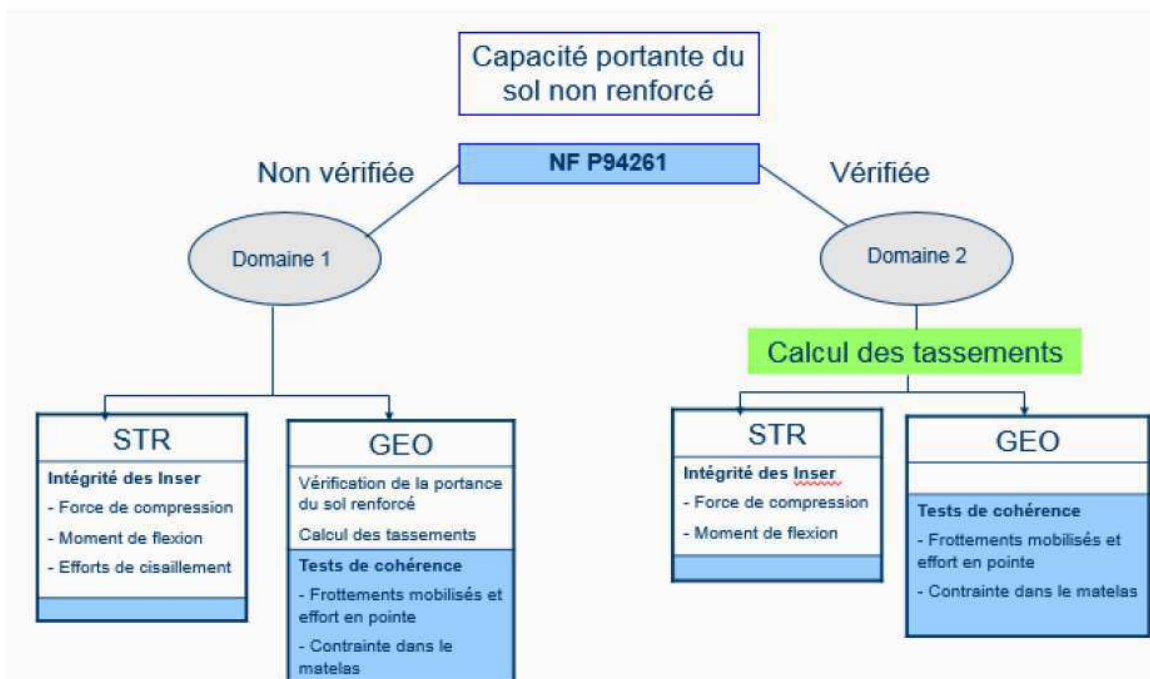 Capacité portante du
sol non renforcé
NF P94261
Non vérifiée
Vérifiée
Domaine 1
Domaine 2
Calcul des tassements
STR
Intégrité des Inser
- Force de compression
- Moment de flexion
- Efforts de cisaillement
GEO
Vérification de la portance
du sol renforcé
Calcul des tassements
Tests de cohérence
- Frottements mobilisés et
effort en pointe
- Contrainte dans le
matelas
STR
Intégrité des Inser
- Force de compression
- Moment de flexion
GEO
Tests de cohérence
- Frottements mobilisés et
effort en pointe
- Contrainte dans le matelas